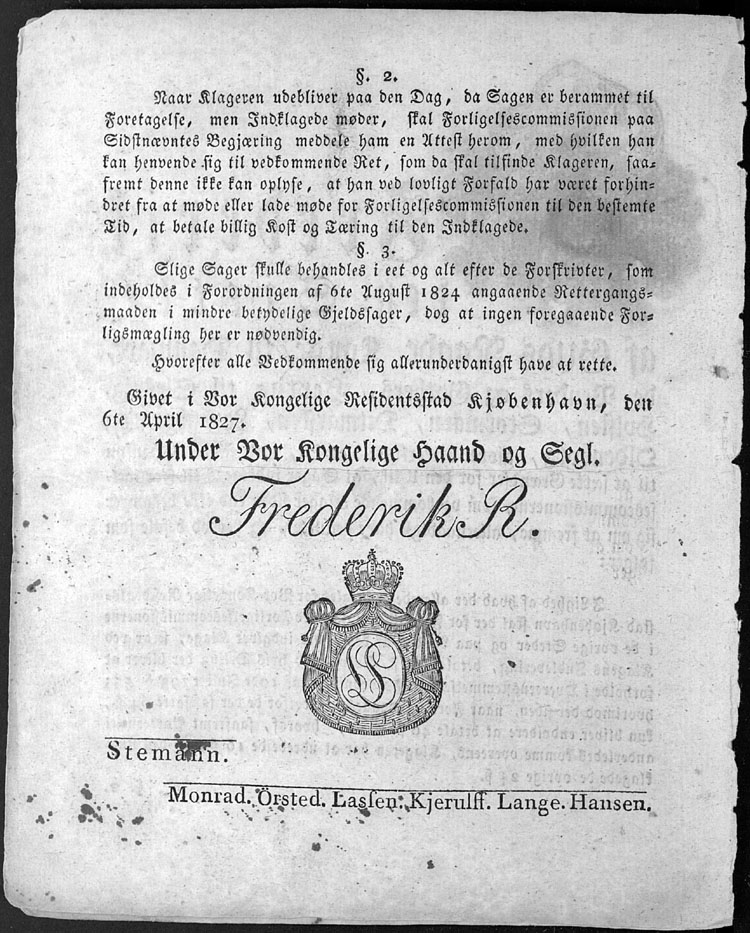 §. 2.
Naar Klageren udebliver paa den Dag, da Sagen er berammet til
Foretagelse, men Indklagede møder, skal Forligelsescommissionen paa
Sidstnævntes Begjæring meddele ham en Attest herom, med hvilken han
kan henvende sig til vedkommende Ret, som da skal tilfinde Klageren, saa-
fremt denne ikke kan oplyse, at han ved lovligt Forfald har været forhin-
dret fra at møde eller lade møde for Forligelsescommissionen til den bestemte
Tid, at betale billig Kost og Tæring til den Indklagede.
§. 3.
Slige Sager skulle behandles i eet og alt efter de Forskrivter, som
indeholdes i Forordningen af 6te August 1824 angaaende Rettergangs-
maaden i mindre betydelige Gjeldssager, dog at ingen foregaaende For-
ligsmægling her er nødvendig.
Hvorefter alle Vedkommende sig allerunderdanigst have at rette.
Givet i Vor Kongelige Residentsstad Kjøbenhavn, den
6te April 1827.
Under Vor Kongelige Haand og Segl.
Frederik R.
Stemann.
Monrad. Örsted. Lassen. Kjerulff. Lange. Hansen.